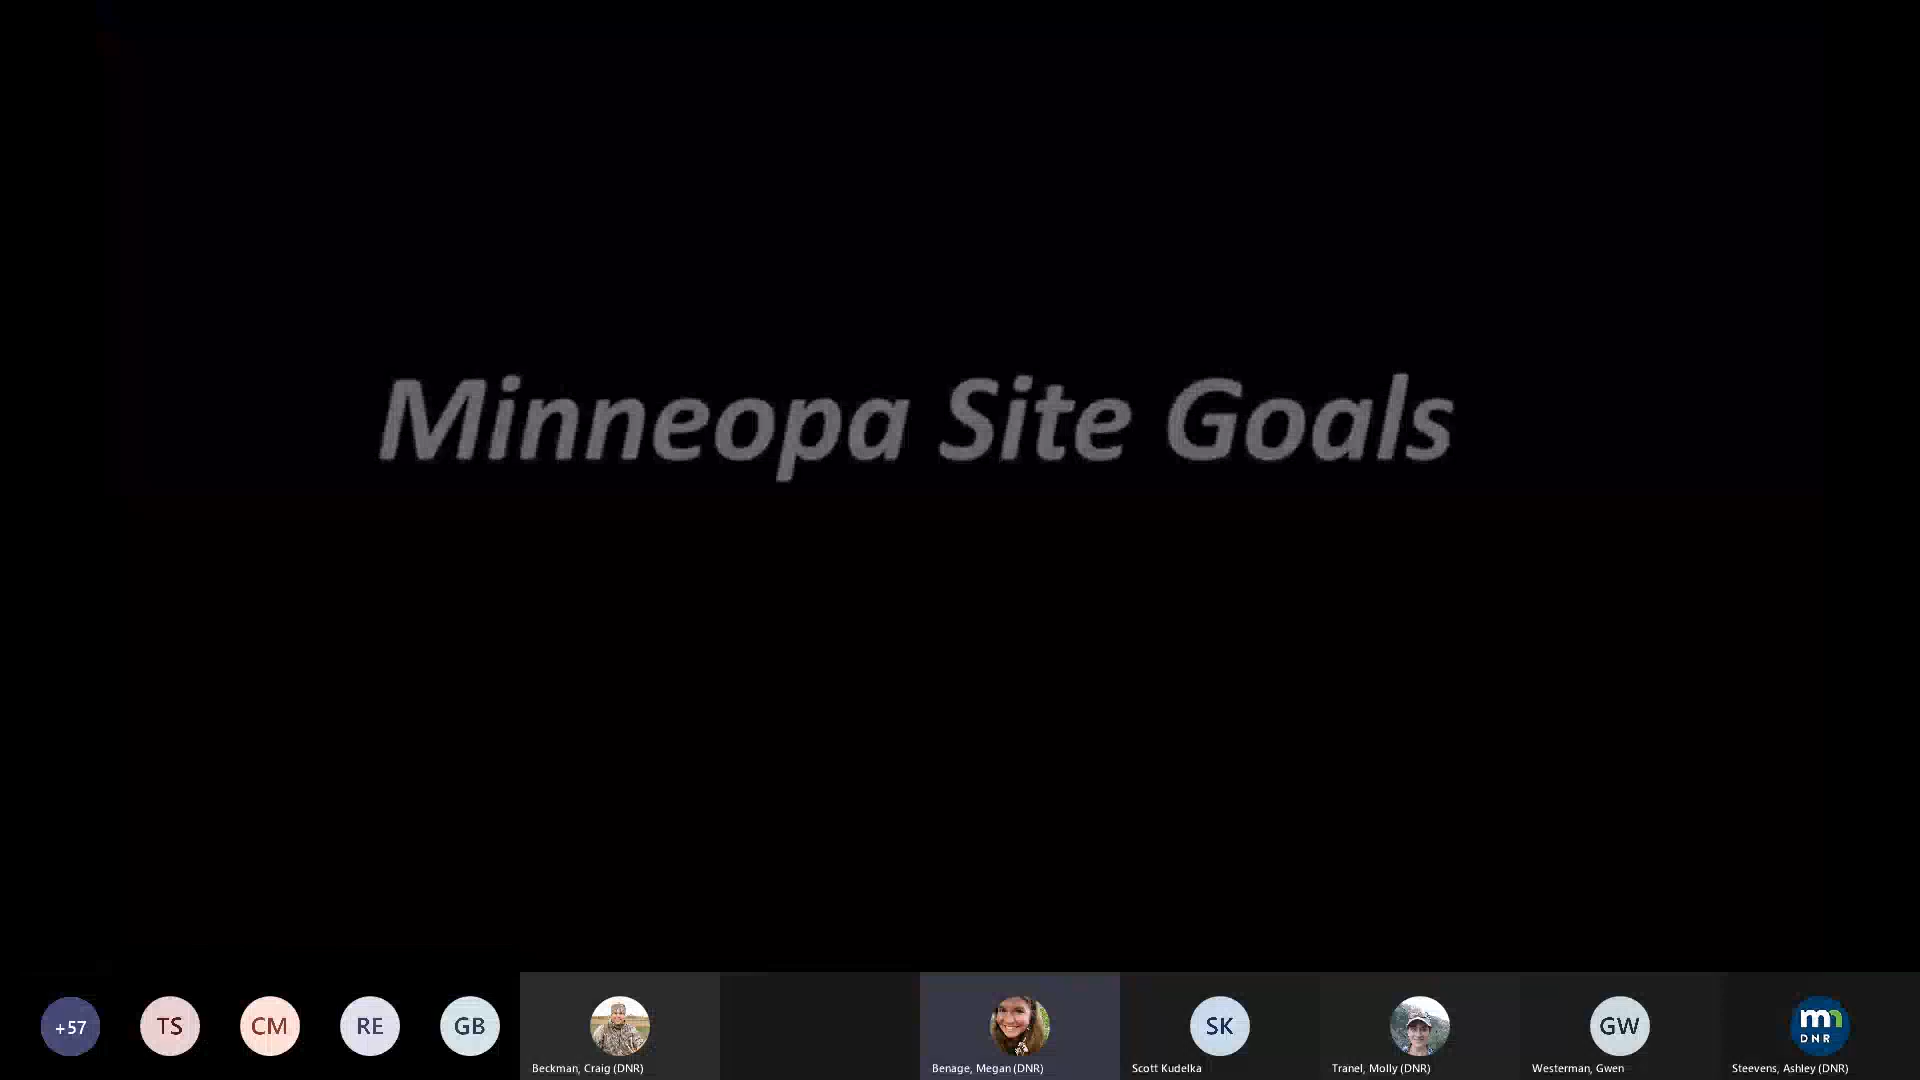 Minneopa Site Goals
+57
TS
CM
RE
GB
SK
GW
mn
DNR
Beckman, Craig (DNR)
Benage, Megan (DNR)
Scott Kudelka
Tranel, Molly (DNR)
Westerman, Gwen
Steevens, Ashley (DNR)